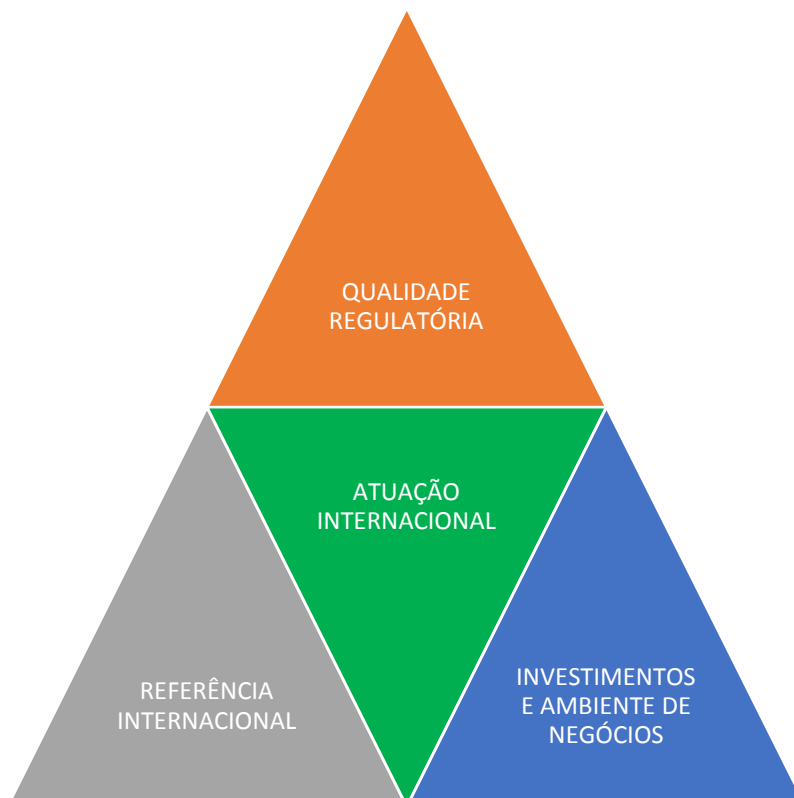 QUALIDADE
REGULATÓRIA
ATUAÇÃO
INTERNACIONAL
REFERÊNCIA
INTERNACIONAL
INVESTIMENTOS
E AMBIENTE DE
NEGÓCIOS